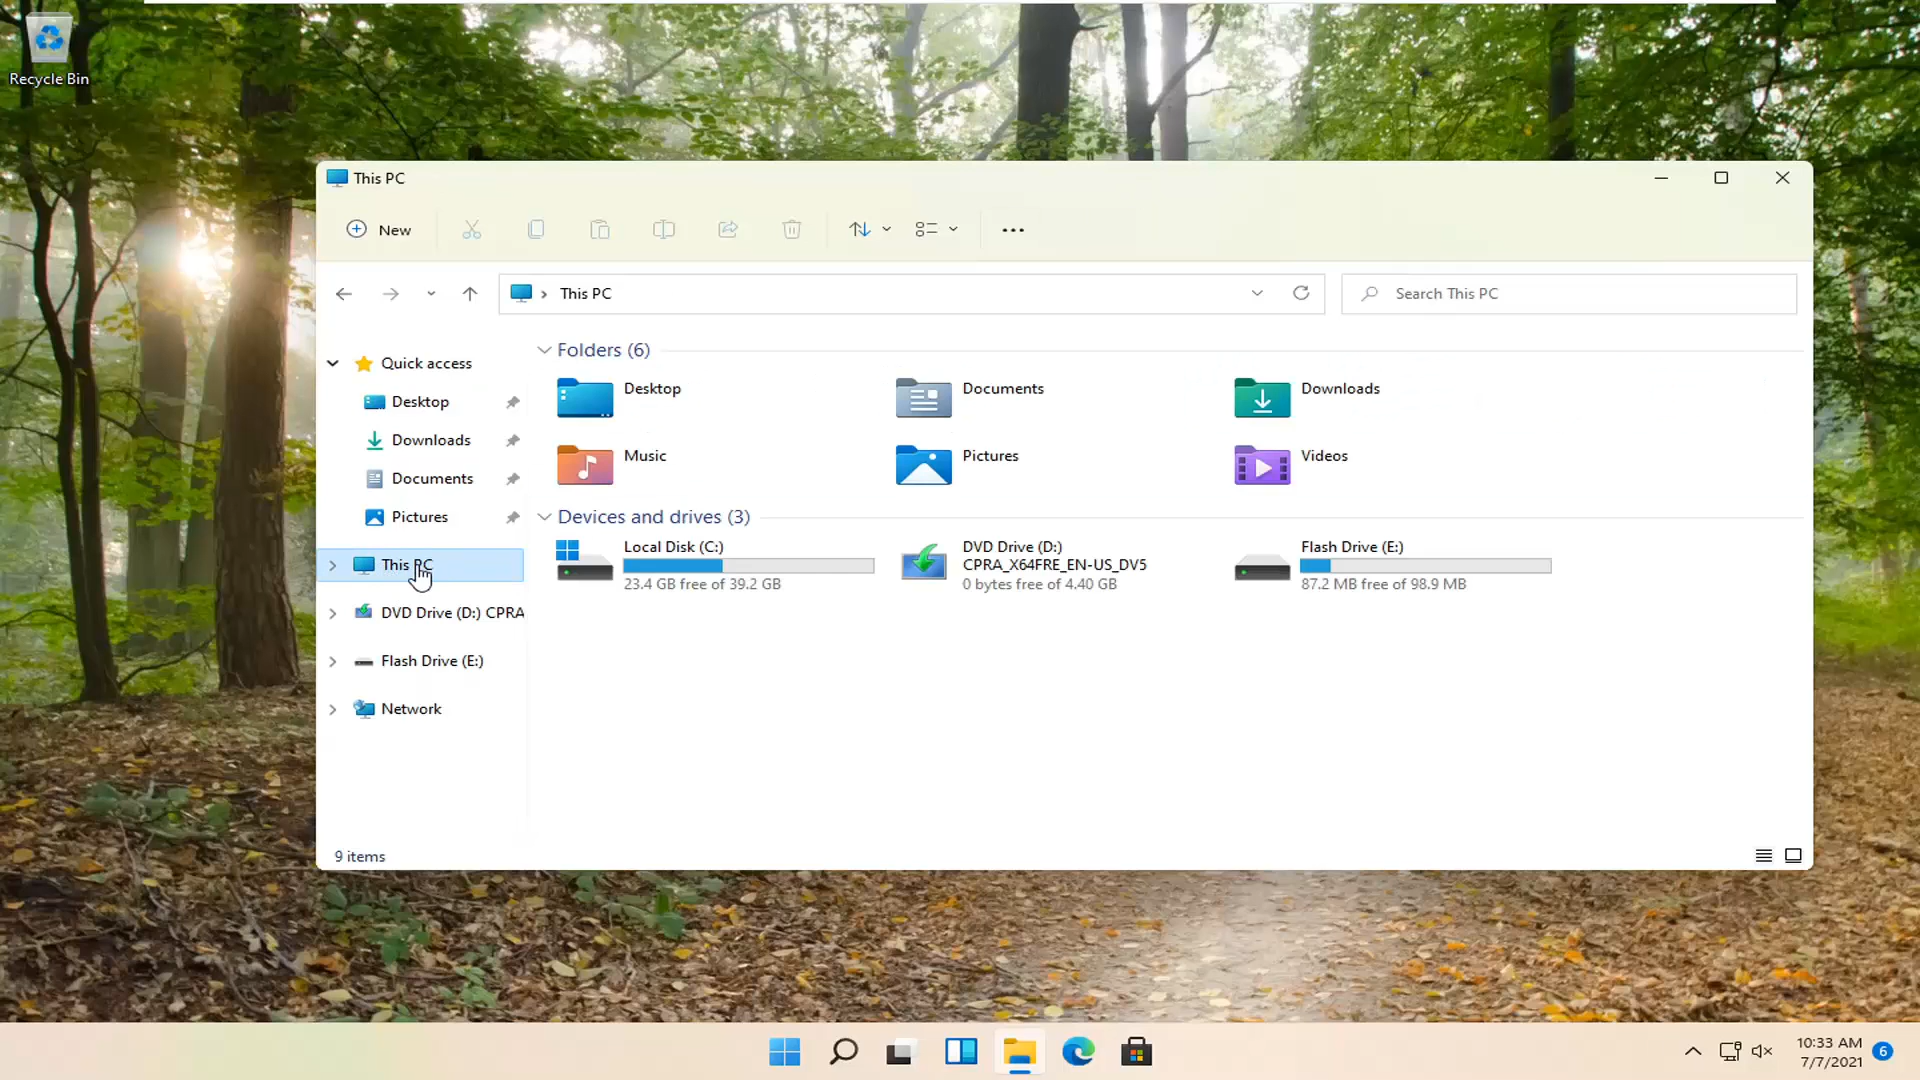 Recycle Bin
This PC
New
This PC
Search This PC
Quick access
Desktop
Downloads
Documents
Pictures
This PC
DVD Drive (D:) CPRA
Flash Drive (E:)
Network
Folders (6)
Desktop
Documents
Downloads
Music
Pictures
Videos
Devices and drives (3)
Local Disk (C:)
23.4 GB free of 39.2 GB
DVD Drive (D:)
CPRA_X64FRE_EN-US_DV5
0 bytes free of 4.40 GB
Flash Drive (E:)
87.2 MB free of 98.9 MB
9 items
10:33 AM
7/7/2021
6